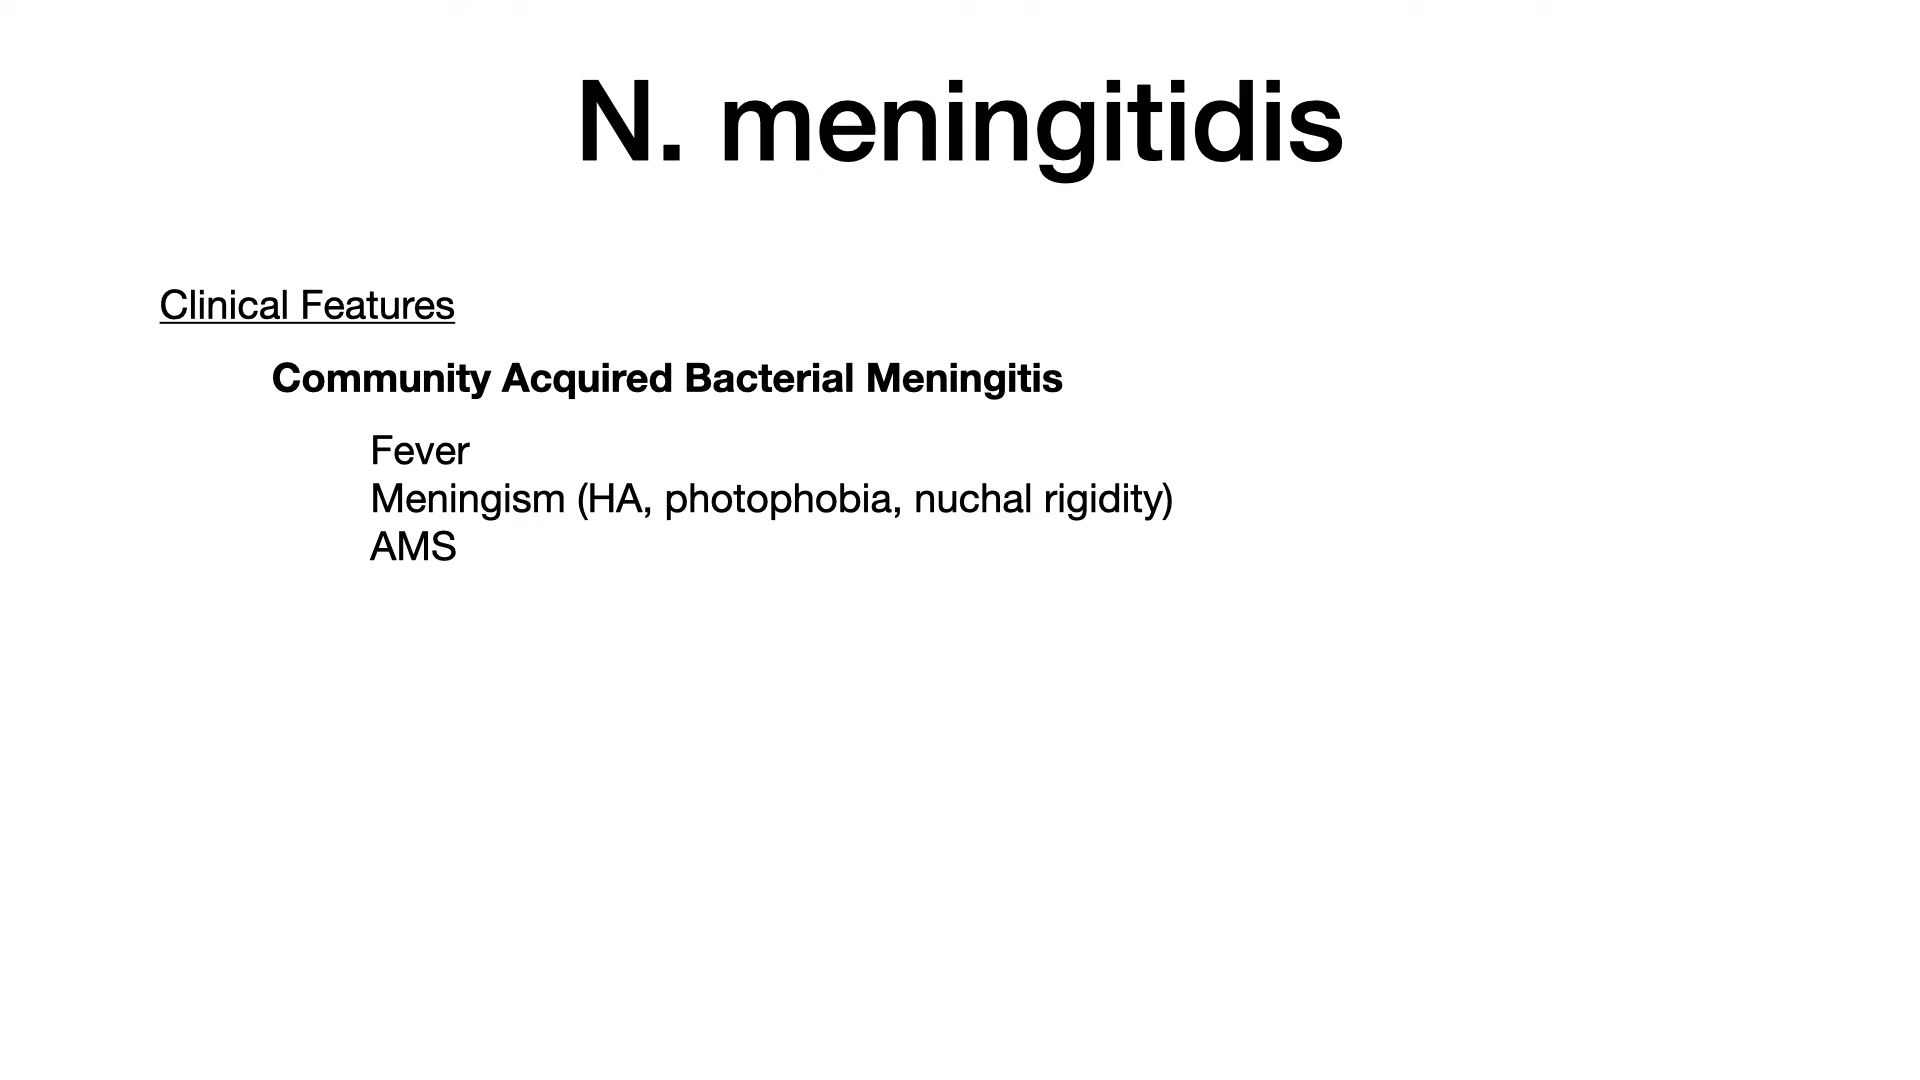 N. meningitidis
Clinical Features
Community Acquired Bacterial Meningitis
Fever
Meningism (HA, photophobia, nuchal rigidity)
AMS